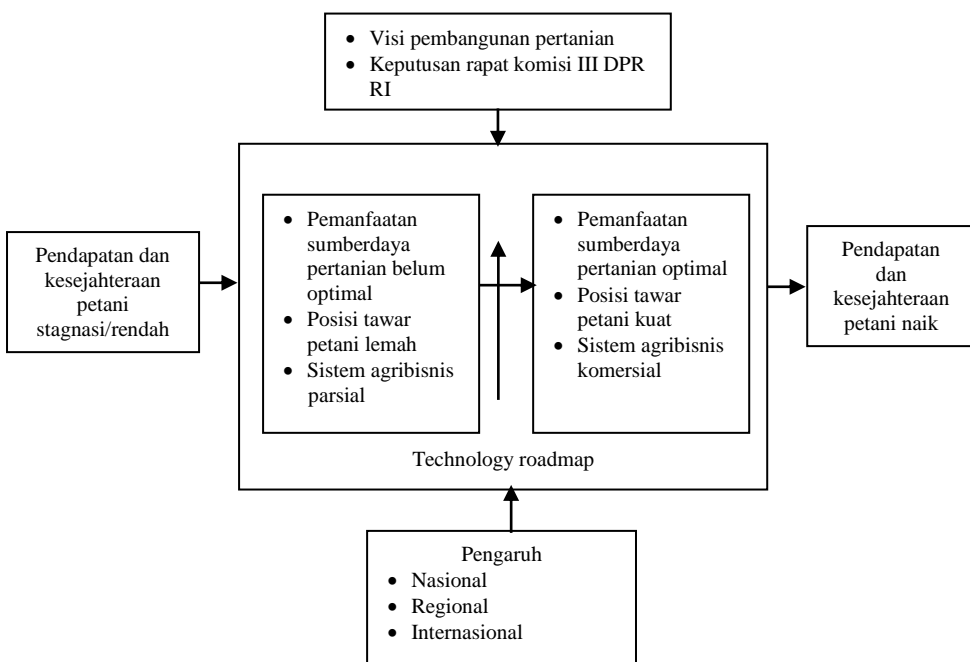 • Visi pembangunan pertanian
• Keputusan rapat komisi III DPR
RI
Pendapatan dan
kesejahteraan
petani
stagnasi/rendah
• Pemanfaatan
sumberdaya
pertanian belum
optimal
• Posisi tawar
petani lemah
• Sistem agribisnis
parsial
• Pemanfaatan
sumberdaya
pertanian optimal
• Posisi tawar
petani kuat
• Sistem agribisnis
komersial
Pendapatan
dan
kesejahteraan
petani naik
Technology roadmap
Pengaruh
• Nasional
• Regional
• Internasional